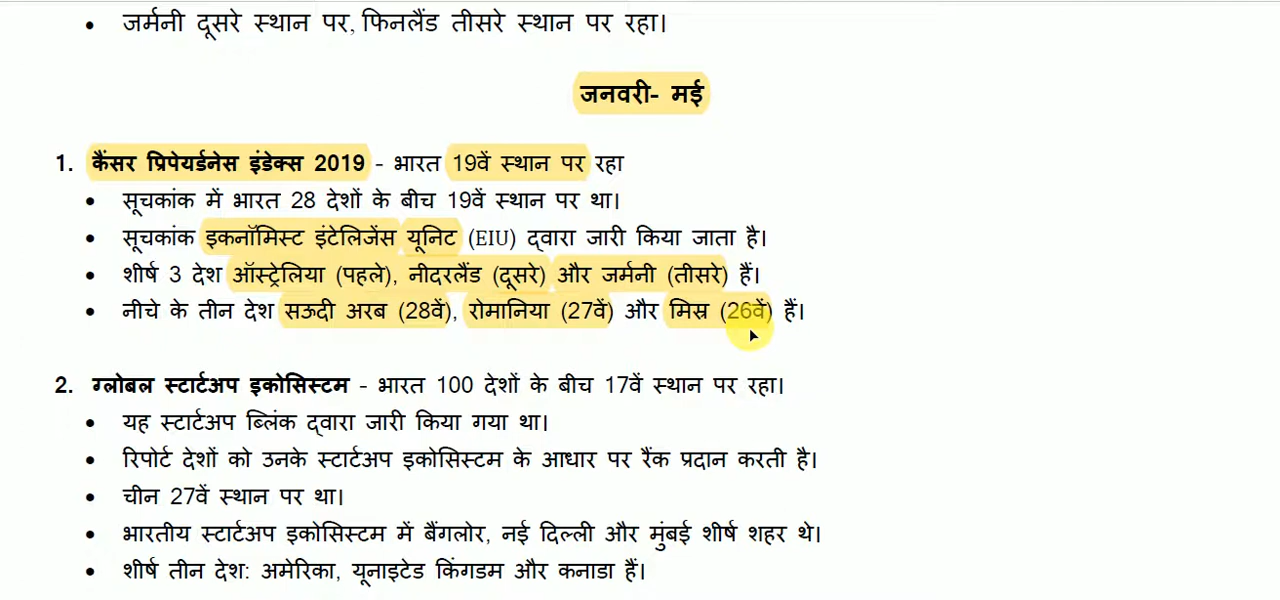 • जर्मनी दूसरे स्थान पर, फिनलैंड तीसरे स्थान पर रहा।
जनवरी- मई
1. कैंसर प्रिपेयर्डनेस इंडेक्स 2019 - भारत 19वें स्थान पर रहा
• सूचकांक में भारत 28 देशों के बीच 19वें स्थान पर था।
• सूचकांक इकनॉमिस्ट इंटेलिजेंस यूनिट (EIU) द्वारा जारी किया जाता है।
• शीर्ष 3 देश ऑस्ट्रेलिया (पहले), नीदरलैंड (दूसरे) और जर्मनी (तीसरे) हैं।
• नीचे के तीन देश सऊदी अरब (28वें), रोमानिया (27वें) और मिस्र (26वें) हैं।
2. ग्लोबल स्टार्टअप इकोसिस्टम - भारत 100 देशों के बीच 17वें स्थान पर रहा।
• यह स्टार्टअप ब्लिंक द्वारा जारी किया गया था।
• रिपोर्ट देशों को उनके स्टार्टअप इकोसिस्टम के आधार पर रैंक प्रदान करती है।
• चीन 27वें स्थान पर था।
• भारतीय स्टार्टअप इकोसिस्टम में बैंगलोर, नई दिल्ली और मुंबई शीर्ष शहर थे।
• शीर्ष तीन देश: अमेरिका, यूनाइटेड किंगडम और कनाडा हैं।